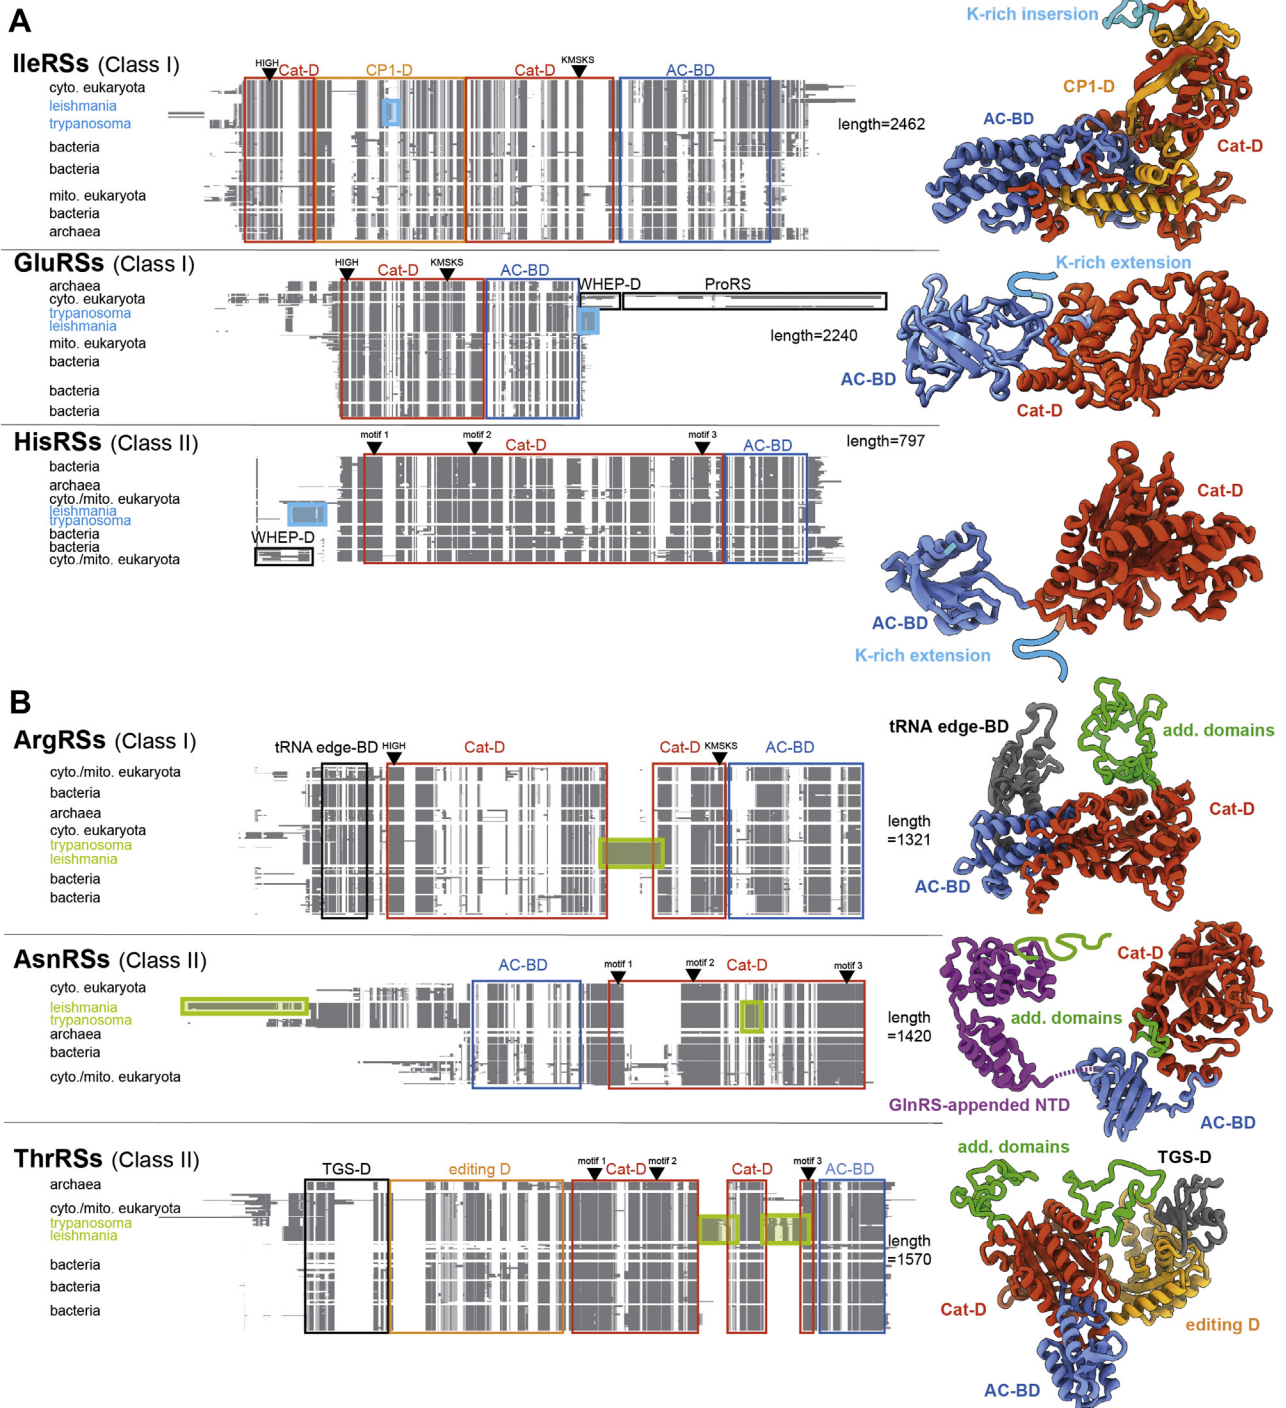 A
K-rich insersion
IleRSs (Class I)
HIGH
Cat-D
CP1-D
Cat-D
KMSKS
AC-BD
cyto. eukaryota
leishmania
trypanosoma
bacteria
bacteria
mito. eukaryota
bacteria
archaea
length=2462
CP1-D
AC-BD
Cat-D
GluRSs (Class I)
HIGH
Cat-D
KMSKS
AC-BD
WHEP-D
ProRS
archaea
cyto. eukaryota
trypanosoma
leishmania
mito. eukaryota
bacteria
bacteria
bacteria
length=2240
K-rich extension
AC-BD
Cat-D
HisRSs (Class II)
motif 1
motif 2
Cat-D
motif 3
AC-BD
length=797
bacteria
archaea
cyto./mito. eukaryota
leishmania
trypanosoma
bacteria
bacteria
cyto./mito. eukaryota
WHEP-D
Cat-D
AC-BD
K-rich extension
B
ArgRSs (Class I)
tRNA edge-BD
HIGH
Cat-D
Cat-D
KMSKS
AC-BD
cyto./mito. eukaryota
bacteria
archaea
cyto. eukaryota
trypanosoma
leishmania
bacteria
bacteria
length
=1321
tRNA edge-BD
add. domains
Cat-D
AC-BD
AsnRSs (Class II)
AC-BD
motif 1
motif 2
Cat-D
motif 3
cyto. eukaryota
leishmania
trypanosoma
archaea
bacteria
cyto./mito. eukaryota
length
=1420
Cat-D
add. domains
GlnRS-appended NTD
AC-BD
ThrRSs (Class II)
TGS-D
editing D
motif 1
Cat-D
motif 2
Cat-D
motif 3
AC-BD
archaea
cyto./mito. eukaryota
trypanosoma
leishmania
bacteria
bacteria
bacteria
length
=1570
add. domains
TGS-D
Cat-D
editing D
AC-BD